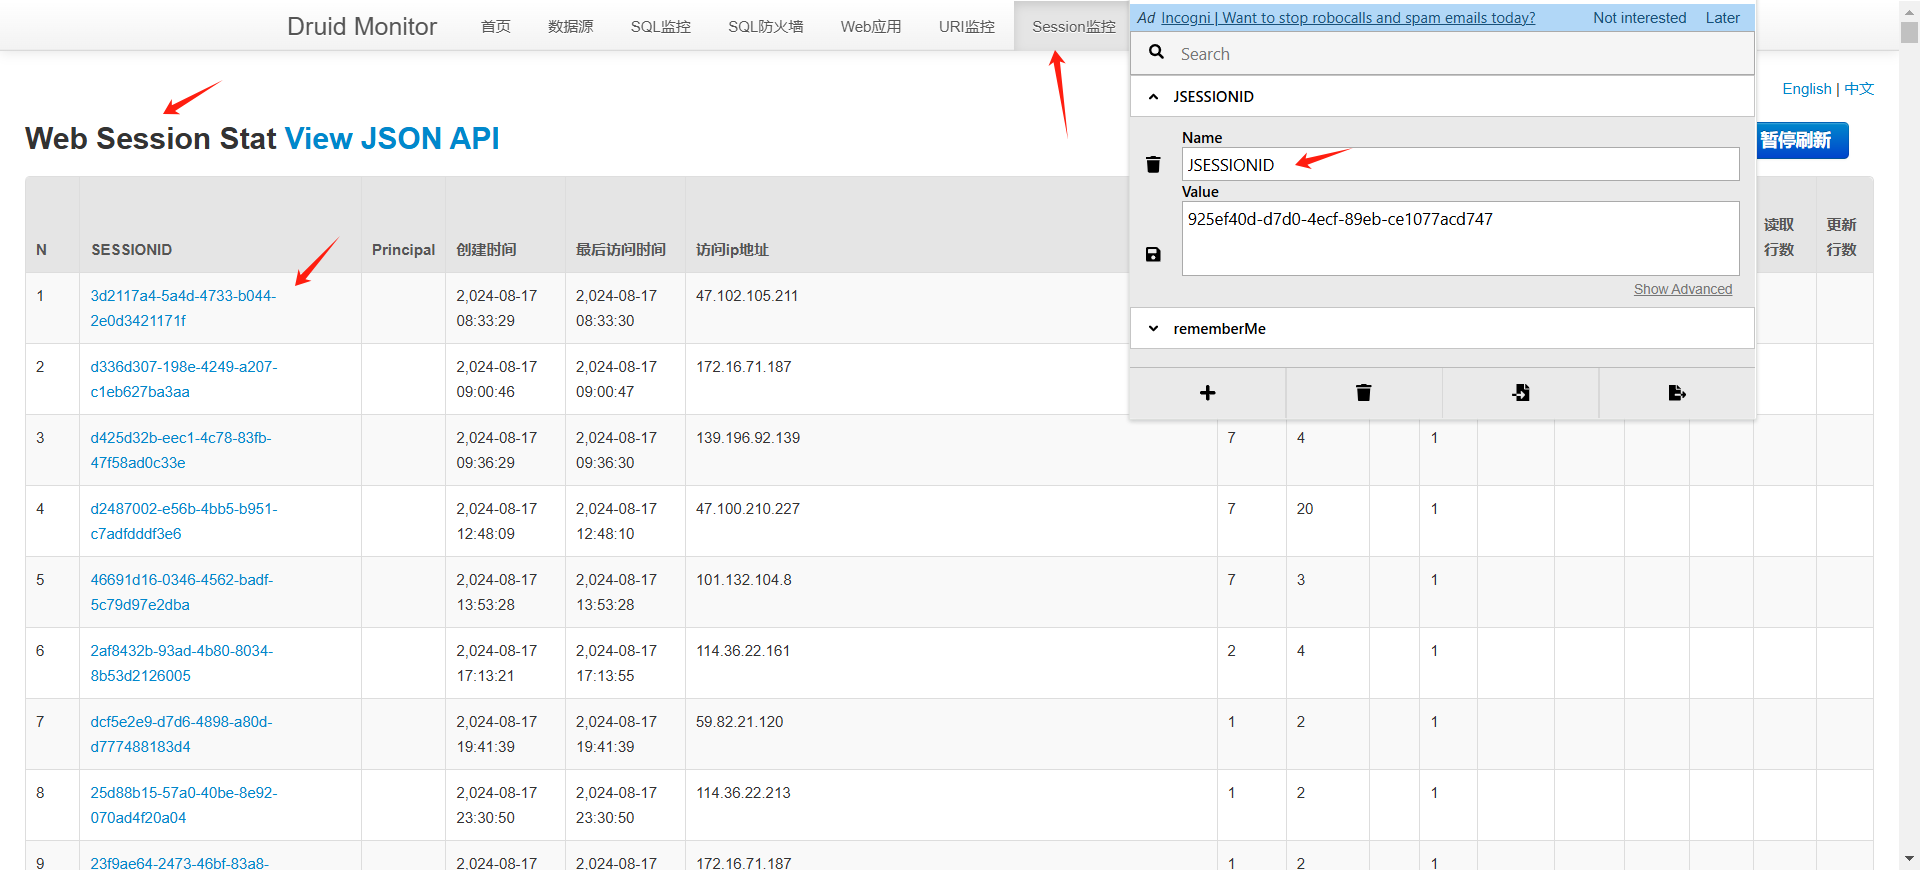 Druid Monitor 首页 数据源 SQL监控 SQL防火墙 Web应用 URI监控 Session监控
Ad Incogni | Want to stop robocalls and spam emails today? Not interested Later
Search
JSESSIONID
Name
JSESSIONID
Value
925ef40d-d7d0-4ecf-89eb-ce1077acd747
Show Advanced
rememberMe
English | 中文
Web Session Stat View JSON API
暂停刷新
N SESSIONID Principal 创建时间 最后访问时间 访问ip地址 读取 更新
行数 行数
1 3d2117a4-5a4d-4733-b044- 2,024-08-17 2,024-08-17 47.102.105.211
2e0d3421171f 08:33:29 08:33:30
2 d336d307-198e-4249-a207- 2,024-08-17 2,024-08-17 172.16.71.187
c1eb627ba3aa 09:00:46 09:00:47
3 d425d32b-eec1-4c78-83fb- 2,024-08-17 2,024-08-17 139.196.92.139 7 4 1
47f58ad0c33e 09:36:29 09:36:30
4 d2487002-e56b-4bb5-b951- 2,024-08-17 2,024-08-17 47.100.210.227 7 20 1
c7adfdddf3e6 12:48:09 12:48:10
5 46691d16-0346-4562-badf- 2,024-08-17 2,024-08-17 101.132.104.8 7 3 1
5c79d97e2dba 13:53:28 13:53:28
6 2af8432b-93ad-4b80-8034- 2,024-08-17 2,024-08-17 114.36.22.161 2 4 1
8b53d2126005 17:13:21 17:13:55
7 dcf5e2e9-d7d6-4898-a80d- 2,024-08-17 2,024-08-17 59.82.21.120 1 2 1
d777488183d4 19:41:39 19:41:39
8 25d88b15-57a0-40be-8e92- 2,024-08-17 2,024-08-17 114.36.22.213 1 2 1
070ad4f20a04 23:30:50 23:30:50
9 23f9ae64-2473-46bf-83a8- 2,024-08-17 2,024-08-17 172.16.71.187 1 2 1